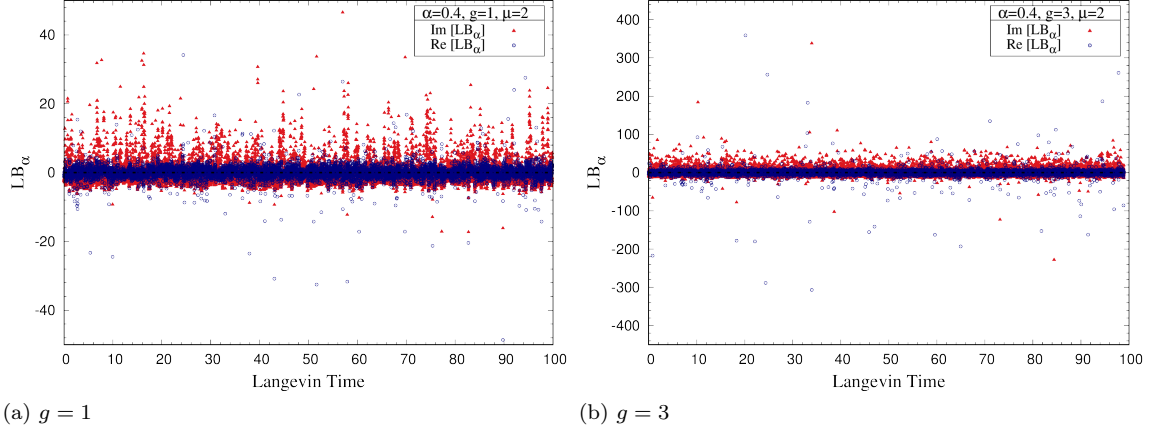 α=0.4, g=1, μ=2
Im [LBα]
Re [LBα]
40
20
0
-20
-40
LBα
0 10 20 30 40 50 60 70 80 90 100
Langevin Time
(a) g = 1
α=0.4, g=3, μ=2
Im [LBα]
Re [LBα]
400
300
200
100
0
-100
-200
-300
-400
LBα
0 10 20 30 40 50 60 70 80 90 100
Langevin Time
(b) g = 3